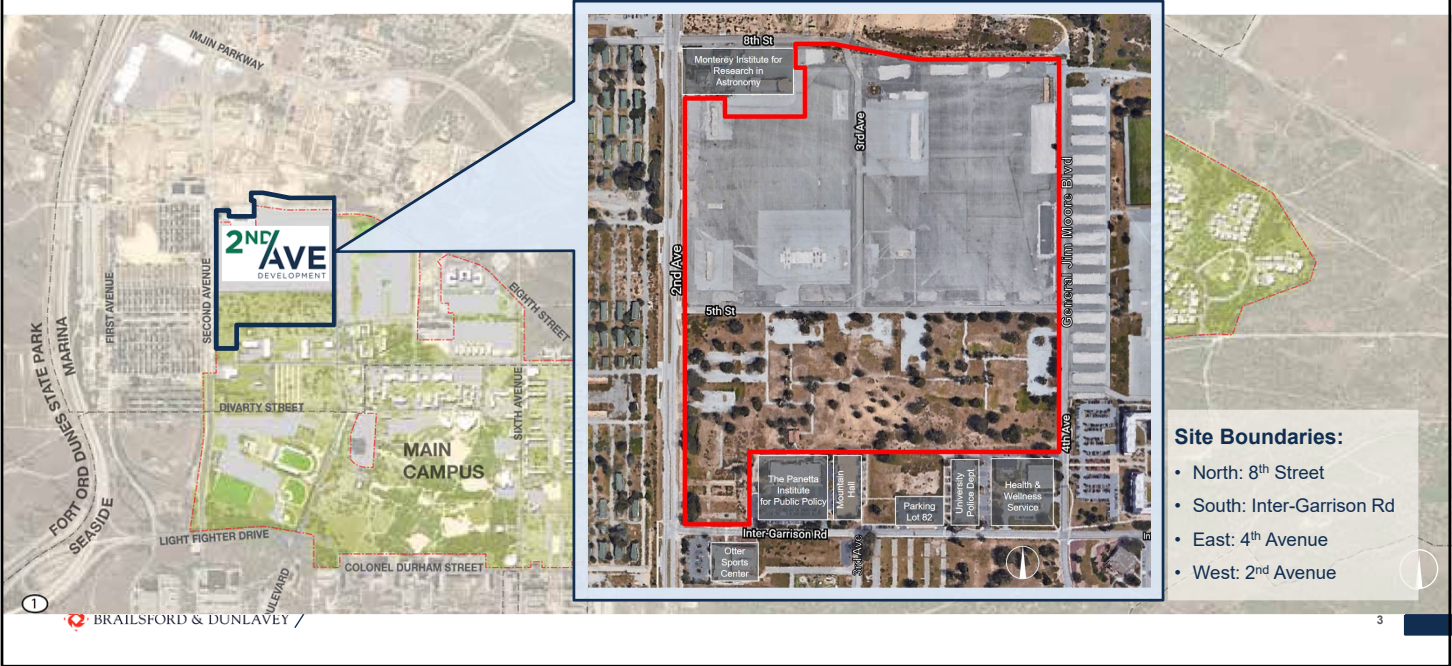 IMJIN PARKWAY
2ND/AVE
DEVELOPMENT
FIRST AVENUE
SECOND AVENUE
EIGHTH STREET
SIXTH AVENUE
DIVARTY STREET
MAIN
CAMPUS
FORT ORD DUNES STATE PARK
MARINA
SEASIDE
LIGHT FIGHTER DRIVE
COLONEL DURHAM STREET
8th St
Monterey Institute for
Research in
Astronomy
3rd Ave
2nd Ave
General Jim Moore Blvd
5th St
4th Ave
The Panetta
Institute
for Public Policy
Mountain
Hall
Parking
Lot 82
University
Police Dept
Health &
Wellness
Service
Inter-Garrison Rd
Otter
Sports
Center
3rd Ave
Site Boundaries:
• North: 8th Street
• South: Inter-Garrison Rd
• East: 4th Avenue
• West: 2nd Avenue
1
BRAILSFORD & DUNLAVEY
3